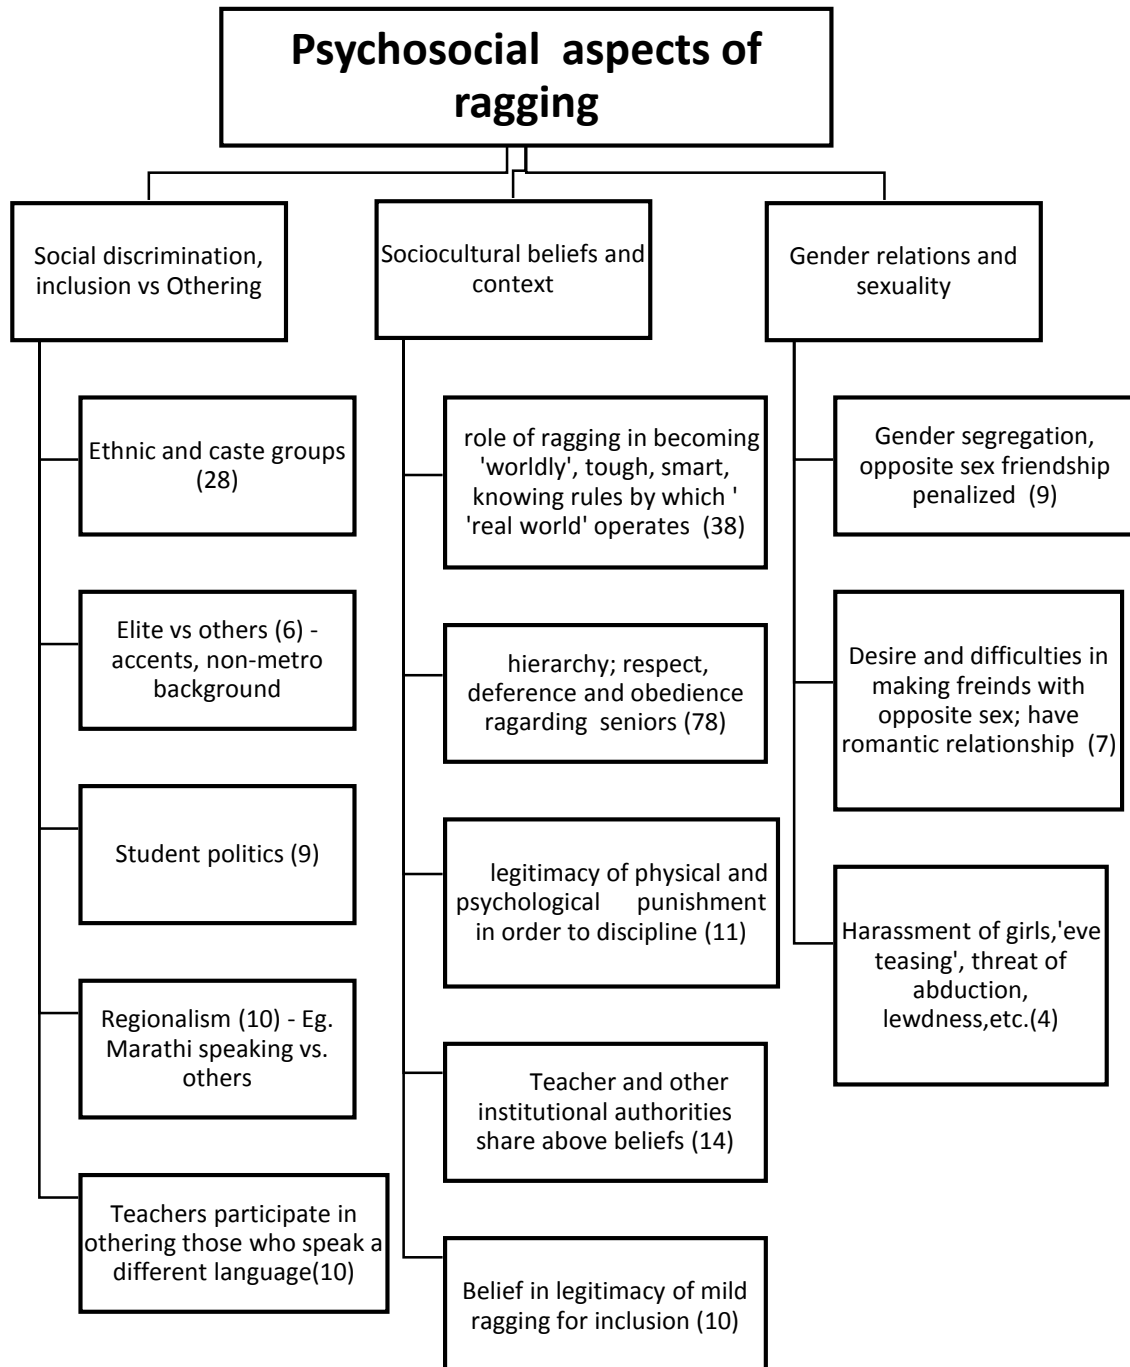 Psychosocial aspects of
ragging
Social discrimination,
inclusion vs Othering
Ethnic and caste groups
(28)
Elite vs others (6) -
accents, non-metro
background
Student politics (9)
Regionalism (10) - Eg.
Marathi speaking vs.
others
Teachers participate in
othering those who speak a
different language(10)
Sociocultural beliefs and
context
role of ragging in becoming
'worldly', tough, smart,
knowing rules by which '
'real world' operates (38)
hierarchy; respect,
deference and obedience
ragarding seniors (78)
legitimacy of physical and
psychological punishment
in order to discipline (11)
Teacher and other
institutional authorities
share above beliefs (14)
Belief in legitimacy of mild
ragging for inclusion (10)
Gender relations and
sexuality
Gender segregation,
opposite sex friendship
penalized (9)
Desire and difficulties in
making freinds with
opposite sex; have
romantic relationship (7)
Harassment of girls,'eve
teasing', threat of
abduction,
lewdness,etc.(4)